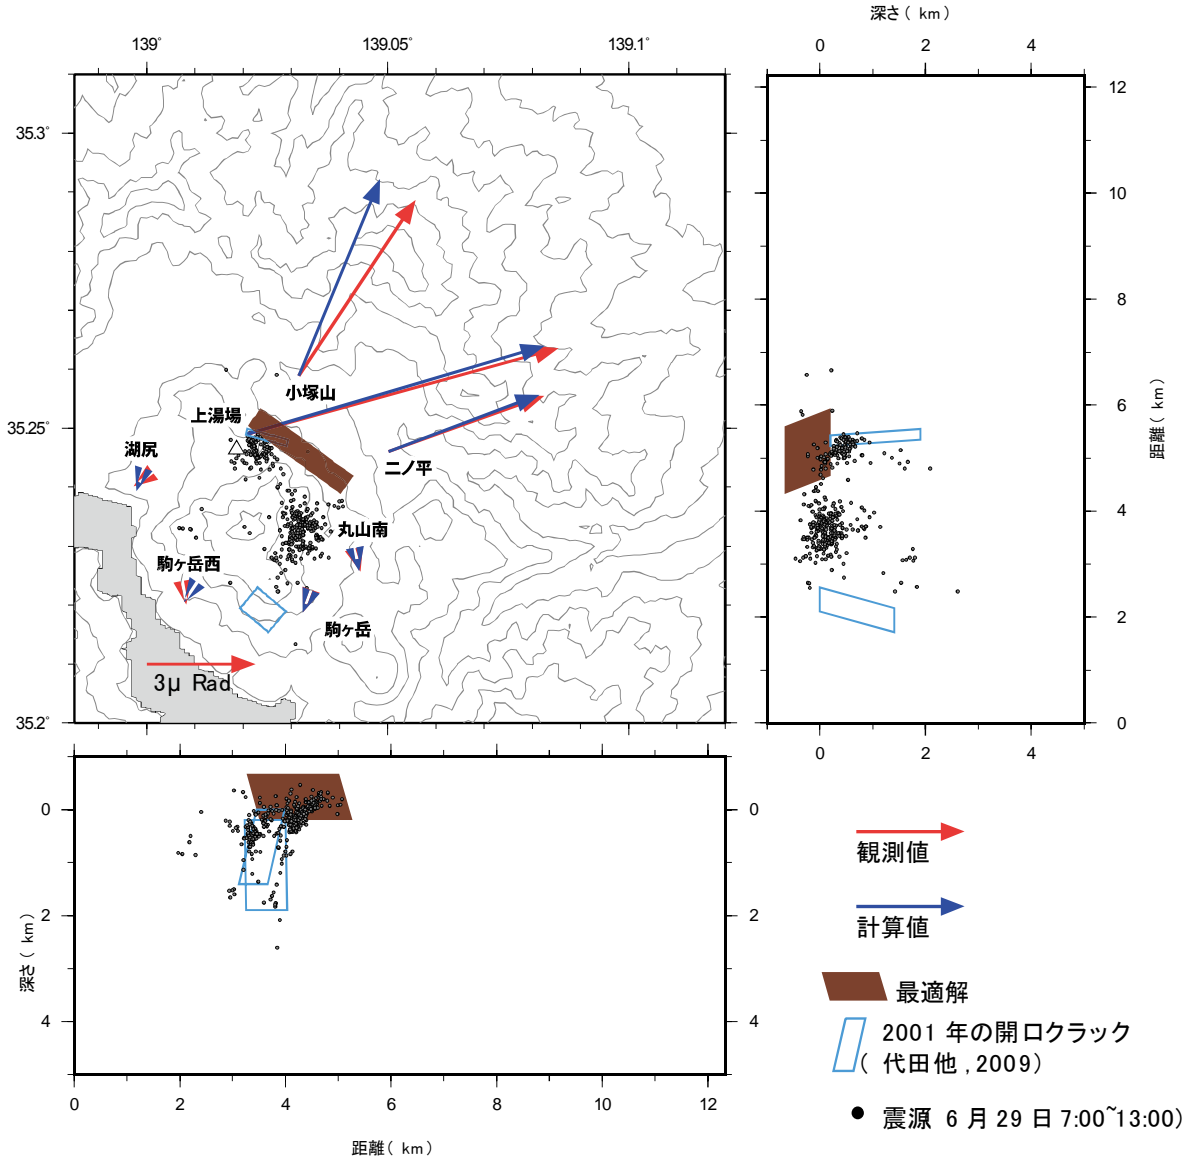 深さ( km)
139° 139.05° 139.1° 0 2 4
35.3° 12
10
8
小塚山
上湯場
35.25° 6
距離( km)
湖尻 二ノ平
丸山南 4
駒ヶ岳西
駒ヶ岳 2
3μ Rad
35.2° 0
0 2 4
0 0
観測値
2 2
計算値
深さ( km)
最適解
4 4
2001 年の開口クラック
( 代田他 , 2009)
0 2 4 6 8 10 12
震源 6 月 29 日 7:00~13:00)
距離( km)